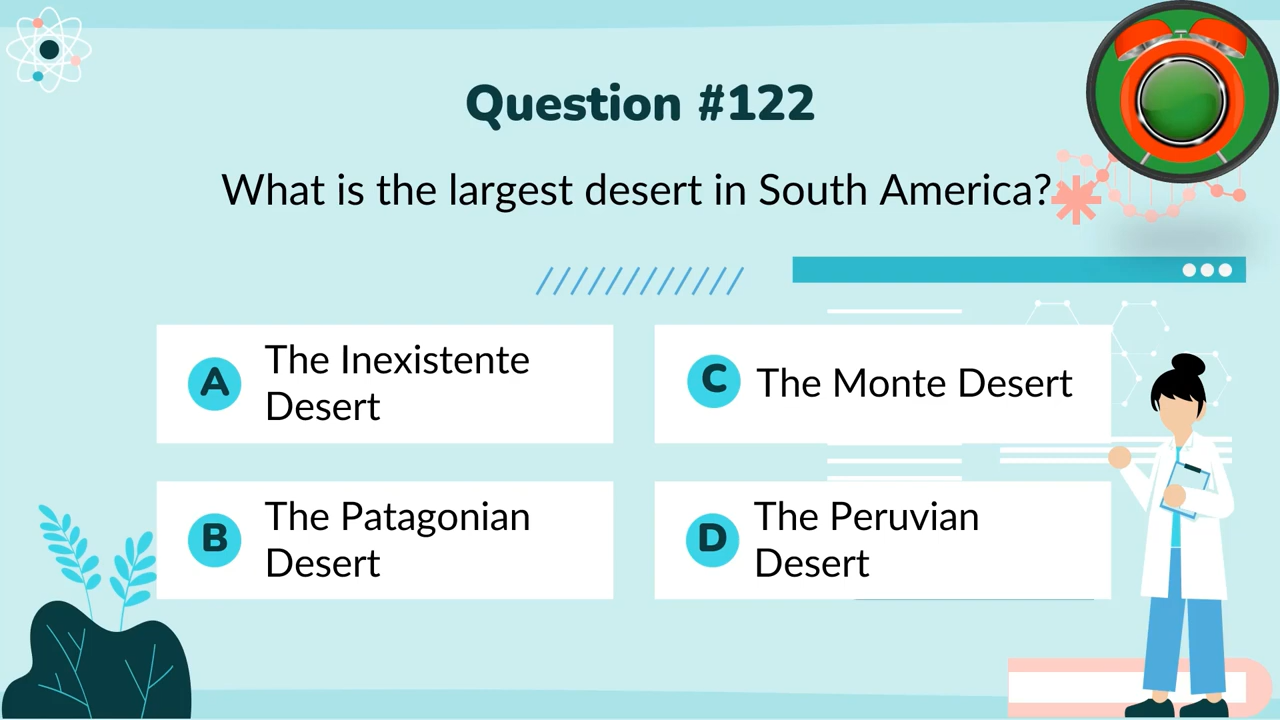 Question #122
What is the largest desert in South America?
A
The Inexistente
Desert
B
The Patagonian
Desert
C
The Monte Desert
D
The Peruvian
Desert